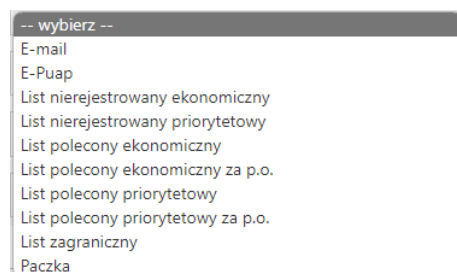 -- wybierz --
E-mail
E-Puap
List nierejestrowany ekonomiczny
List nierejestrowany priorytetowy
List polecony ekonomiczny
List polecony ekonomiczny za p.o.
List polecony priorytetowy
List polecony priorytetowy za p.o.
List zagraniczny
Paczka